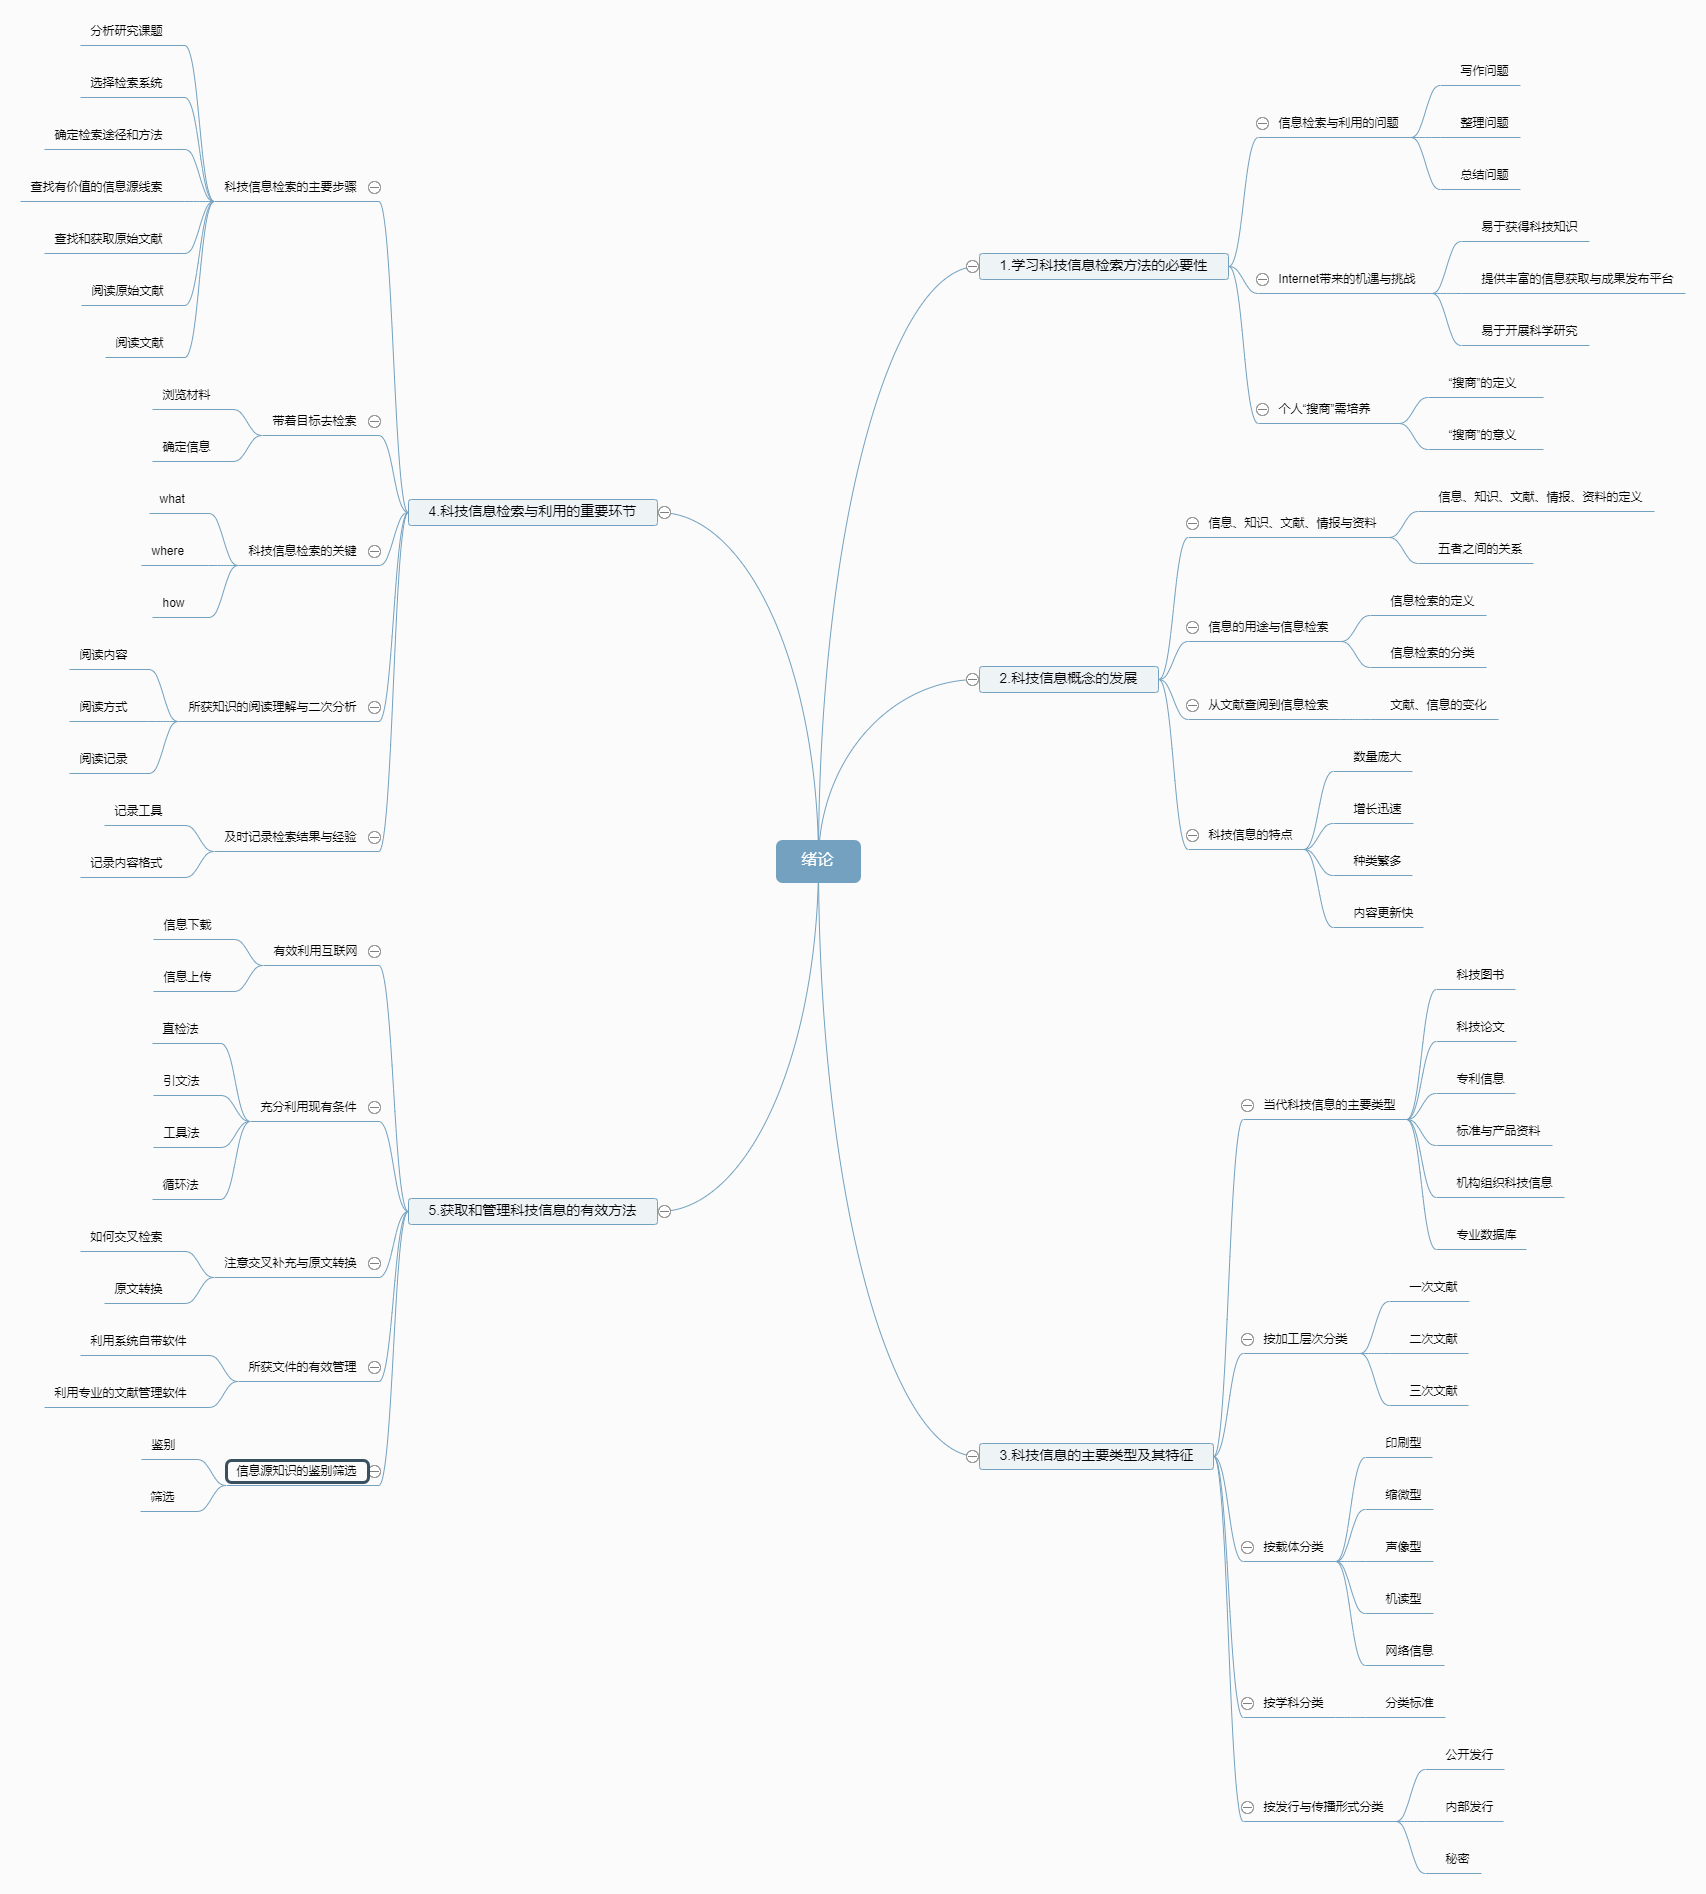 绪论
1.学习科技信息检索方法的必要性
信息检索与利用的问题
写作问题
整理问题
总结问题
Internet带来的机遇与挑战
易于获得科技知识
提供丰富的信息获取与成果发布平台
易于开展科学研究
个人“搜商”需培养
“搜商”的定义
“搜商”的意义
2.科技信息概念的发展
信息、知识、文献、情报与资料
信息、知识、文献、情报、资料的定义
五者之间的关系
信息的用途与信息检索
信息检索的定义
信息检索的分类
从文献查阅到信息检索
文献、信息的变化
科技信息的特点
数量庞大
增长迅速
种类繁多
内容更新快
3.科技信息的主要类型及其特征
当代科技信息的主要类型
科技图书
科技论文
专利信息
标准与产品资料
机构组织科技信息
专业数据库
按加工层次分类
一次文献
二次文献
三次文献
按载体分类
印刷型
缩微型
声像型
机读型
网络信息
按学科分类
分类标准
按发行与传播形式分类
公开发行
内部发行
秘密
4.科技信息检索与利用的重要环节
科技信息检索的主要步骤
分析研究课题
选择检索系统
确定检索途径和方法
查找有价值的信息源线索
查找和获取原始文献
阅读原始文献
阅读文献
带着目标去检索
浏览材料
确定信息
科技信息检索的关键
what
where
how
所获知识的阅读理解与二次分析
阅读内容
阅读方式
阅读记录
及时记录检索结果与经验
记录工具
记录内容格式
5.获取和管理科技信息的有效方法
有效利用互联网
信息下载
信息上传
充分利用现有条件
直检法
引文法
工具法
循环法
注意交叉补充与原文转换
如何交叉检索
原文转换
所获文件的有效管理
利用系统自带软件
利用专业的文献管理软件
信息源知识的鉴别筛选
鉴别
筛选